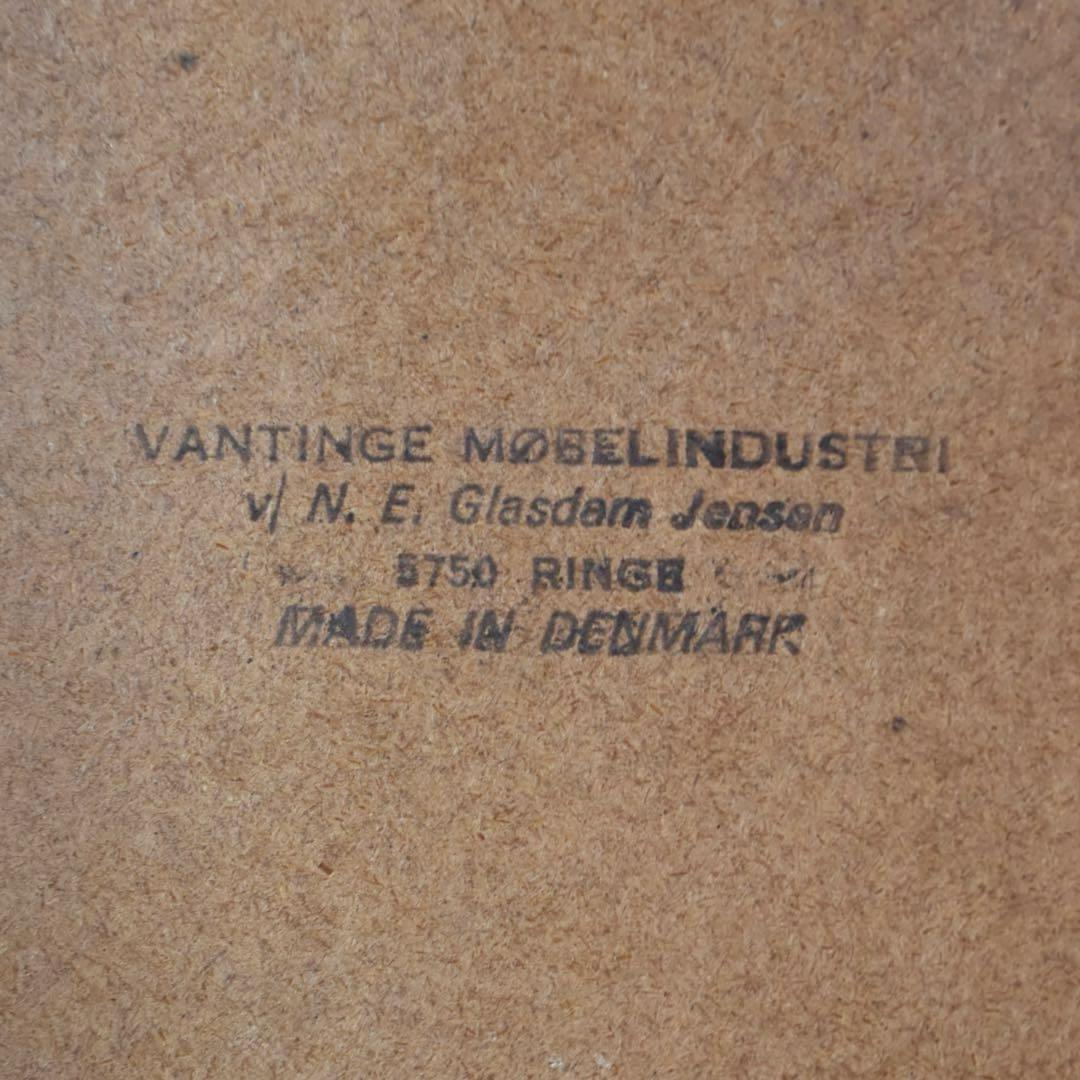 VANTINGE MØBELINDUSTRI
v/ N. E. Glasdam Jensen
5750 RINGE
MADE IN DENMARK